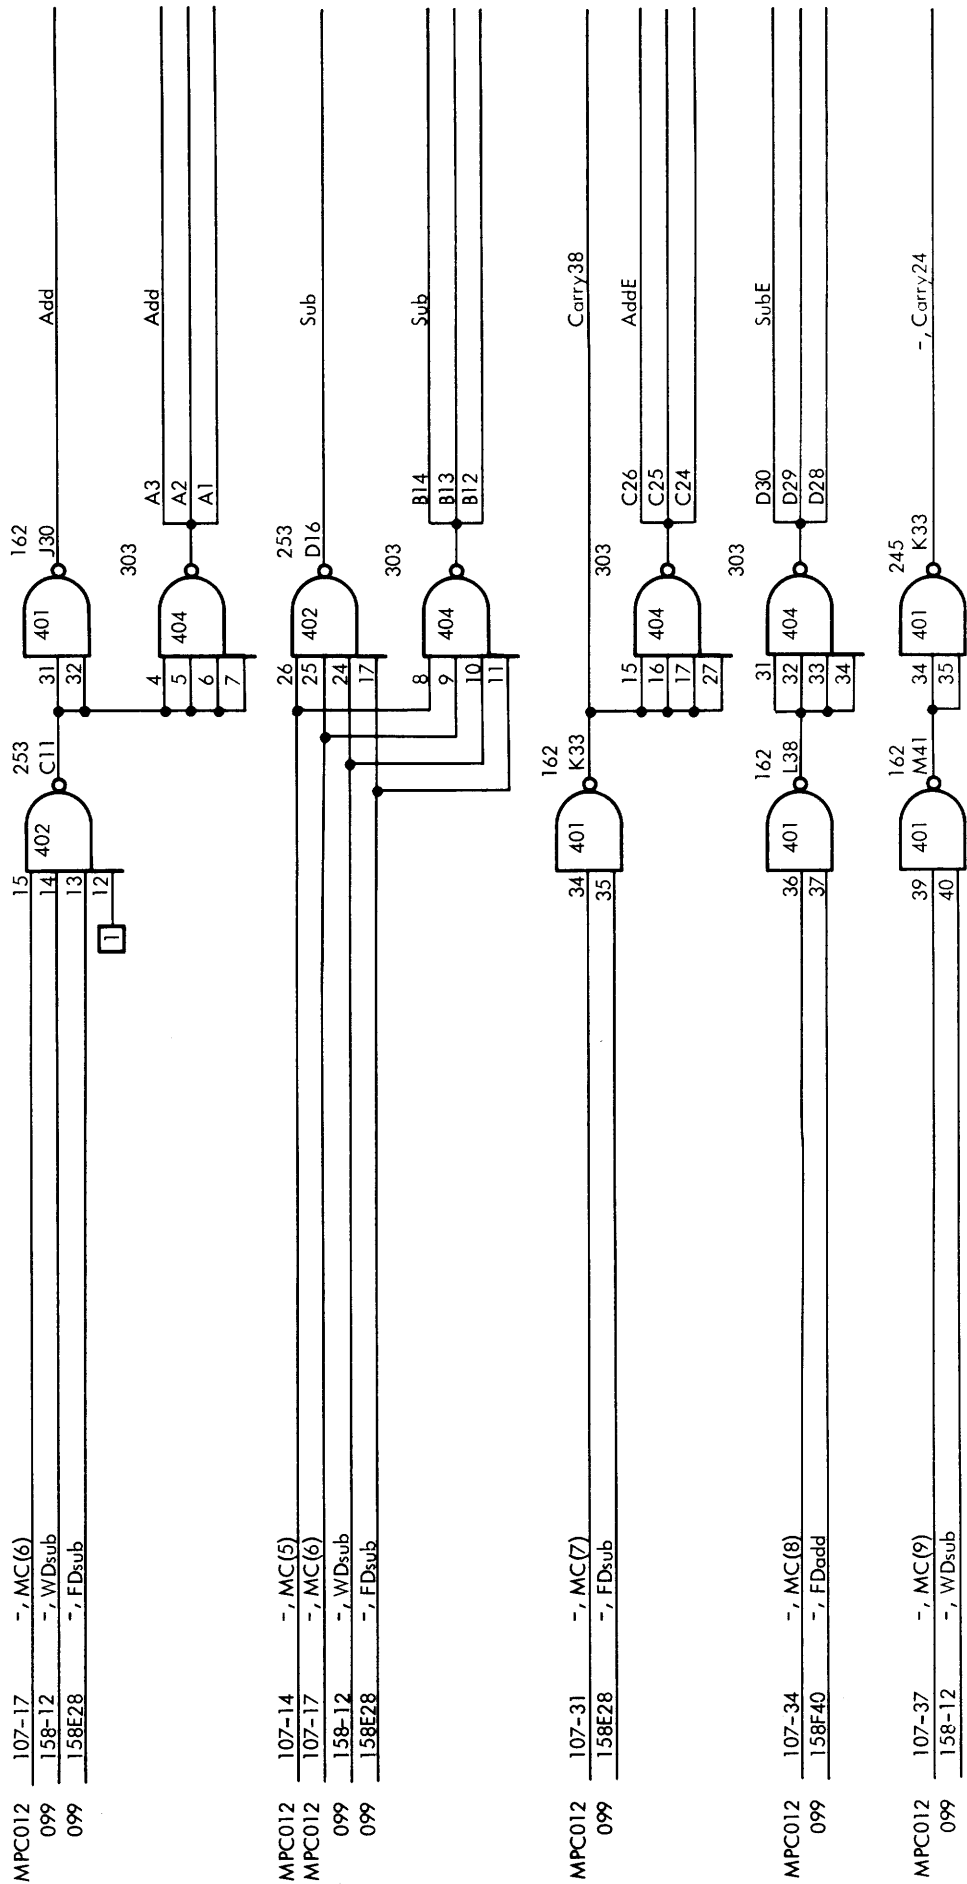 MPC012 107-17 -, MC(6)
099 158-12 -, WDsub
099 158E28 -, FDsub
15
14
13
12
1
402
253
C11
31
32
401
162
J30
Add
4
5
6
7
404
303
A3
A2
A1
Add
MPC012 107-14 -, MC(5)
MPC012 107-17 -, MC(6)
099 158-12 -, WDsub
099 158E28 -, FDsub
26
25
24
17
402
253
D16
Sub
8
9
10
11
404
303
B14
B13
B12
Sub
MPC012 107-31 -, MC(7)
099 158E28 -, FDsub
34
35
401
162
K33
Carry38
15
16
17
27
404
303
C26
C25
C24
AddE
MPC012 107-34 -, MC(8)
099 158F40 -, FDadd
36
37
401
162
L38
31
32
33
34
404
303
D30
D29
D28
SubE
MPC012 107-37 -, MC(9)
099 158-12 -, WDsub
39
40
401
162
M41
34
35
401
245
K33
-, Carry24